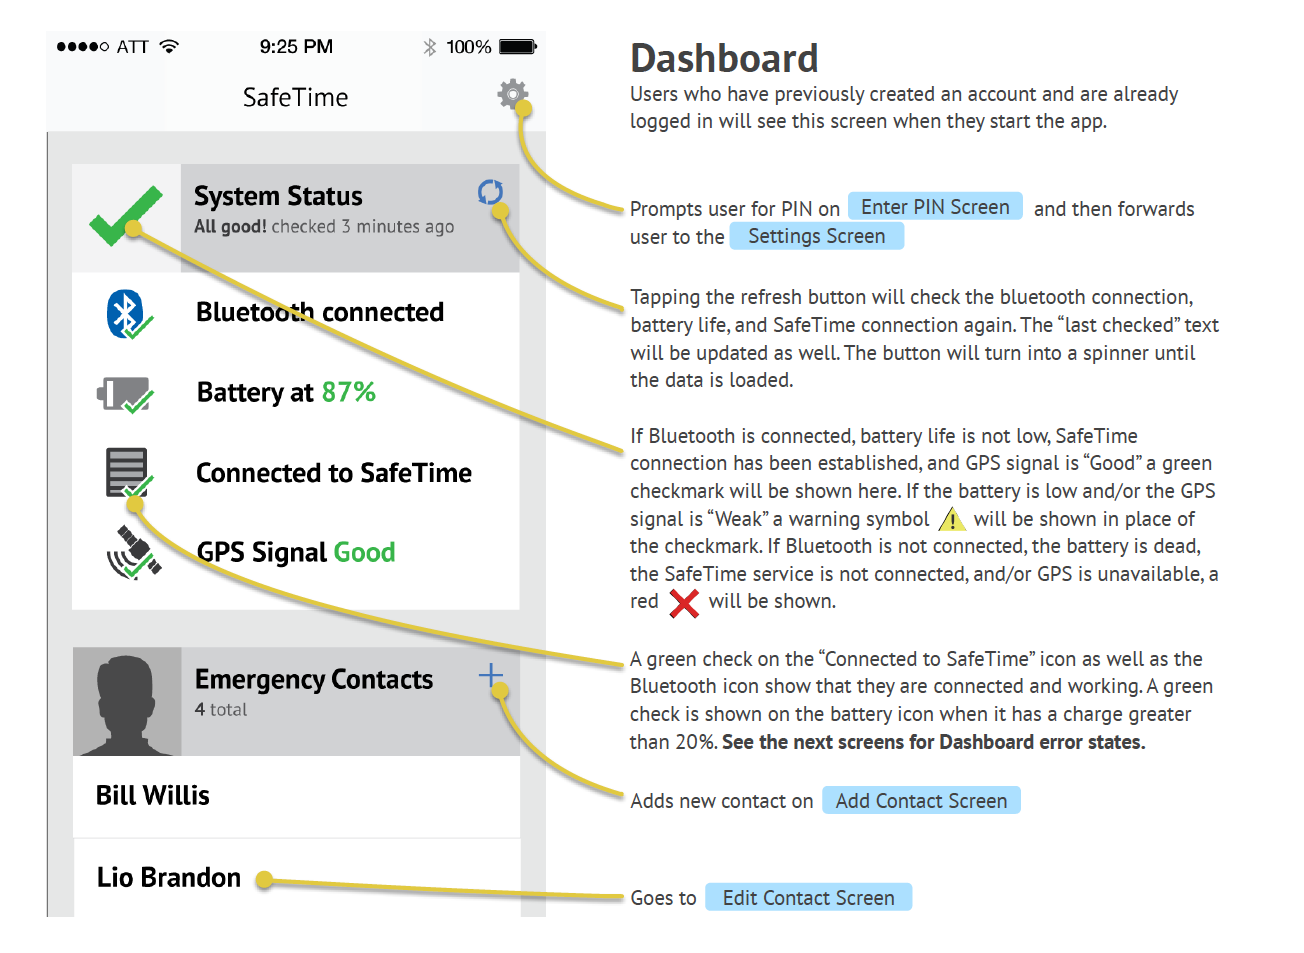 ATT 9:25 PM 100%
SafeTime
System Status
All good! checked 3 minutes ago
Bluetooth connected
Battery at 87%
Connected to SafeTime
GPS Signal Good
Emergency Contacts
4 total
Bill Willis
Lio Brandon
Dashboard
Users who have previously created an account and are already
logged in will see this screen when they start the app.
Prompts user for PIN on Enter PIN Screen and then forwards
user to the Settings Screen
Tapping the refresh button will check the bluetooth connection,
battery life, and SafeTime connection again. The “last checked” text
will be updated as well. The button will turn into a spinner until
the data is loaded.
If Bluetooth is connected, battery life is not low, SafeTime
connection has been established, and GPS signal is “Good” a green
checkmark will be shown here. If the battery is low and/or the GPS
signal is “Weak” a warning symbol will be shown in place of
the checkmark. If Bluetooth is not connected, the battery is dead,
the SafeTime service is not connected, and/or GPS is unavailable, a
red will be shown.
A green check on the “Connected to SafeTime” icon as well as the
Bluetooth icon show that they are connected and working. A green
check is shown on the battery icon when it has a charge greater
than 20%. See the next screens for Dashboard error states.
Adds new contact on Add Contact Screen
Goes to Edit Contact Screen